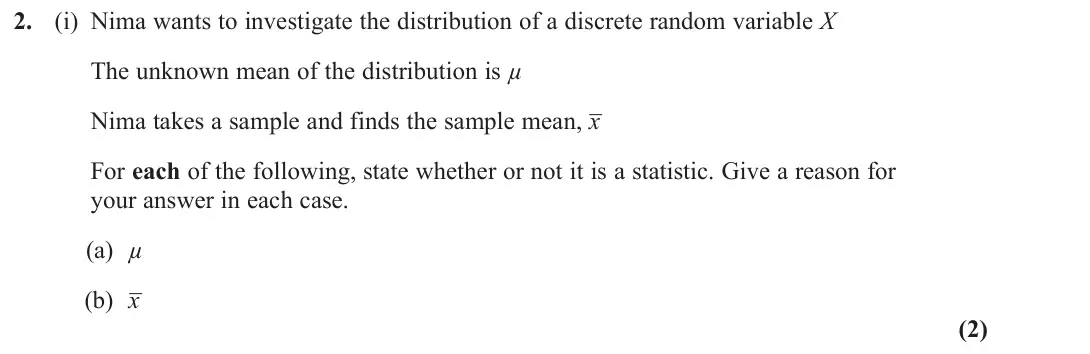 2. (i) Nima wants to investigate the distribution of a discrete random variable X
The unknown mean of the distribution is μ
Nima takes a sample and finds the sample mean, x̅
For each of the following, state whether or not it is a statistic. Give a reason for
your answer in each case.
(a) μ
(b) x̅
(2)